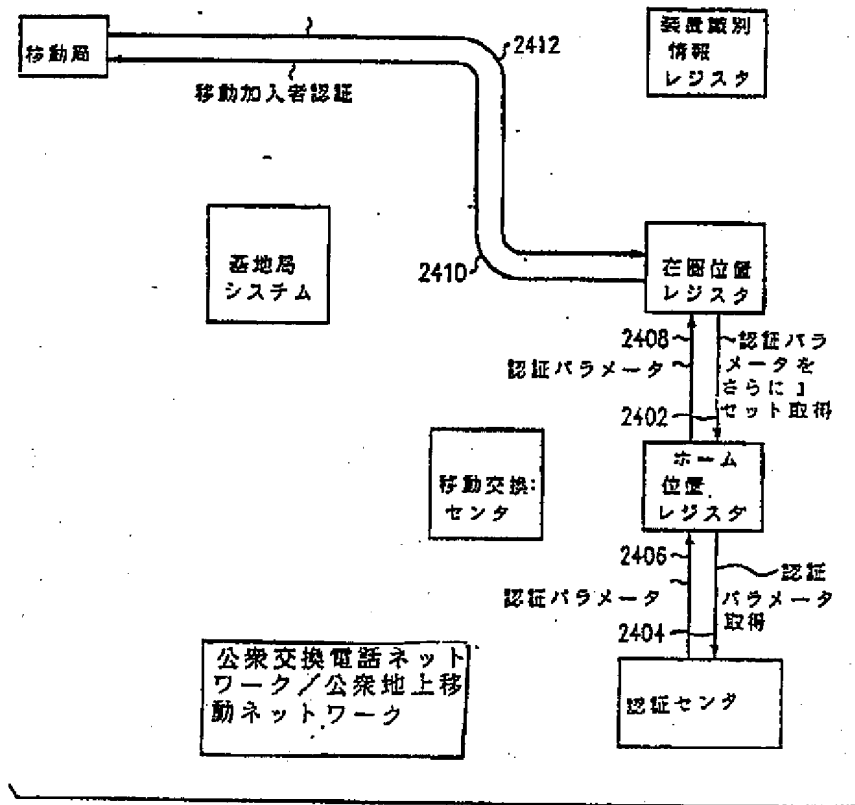 移動局
2412
移動加入者認証
装置識別
情報
レジスタ
基地局
システム
2410
在圏位置
レジスタ
2408
認証パラメータ
認証パラ
メータを
さらに1
セット取得
2402
移動交換
センタ
ホーム
位置
レジスタ
2406
認証パラメータ
認証
パラメータ
取得
2404
公衆交換電話ネット
ワーク/公衆地上移
動ネットワーク
認証センタ